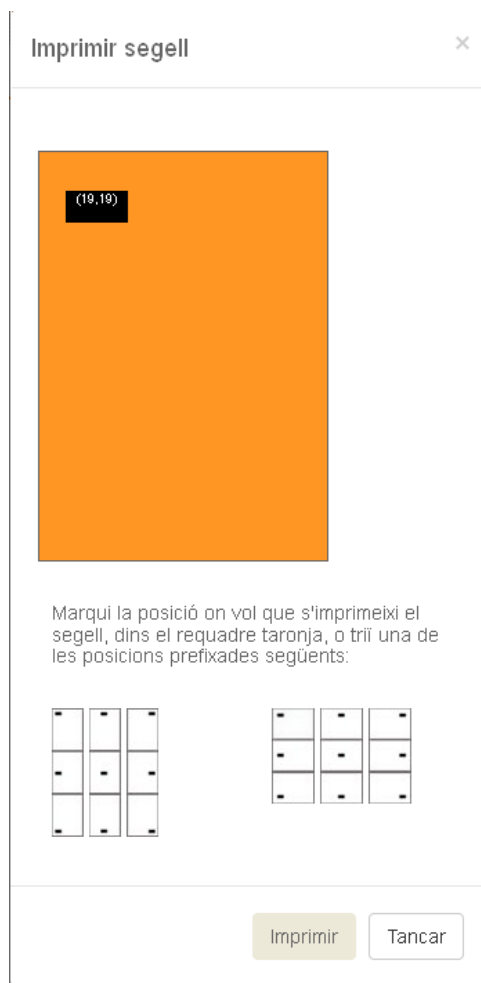 Imprimir segell
×
(19,19)
Marqui la posició on vol que s'imprimeixi el
segell, dins el requadre taronja, o triï una de
les posicions prefixades següents:
Imprimir
Tancar